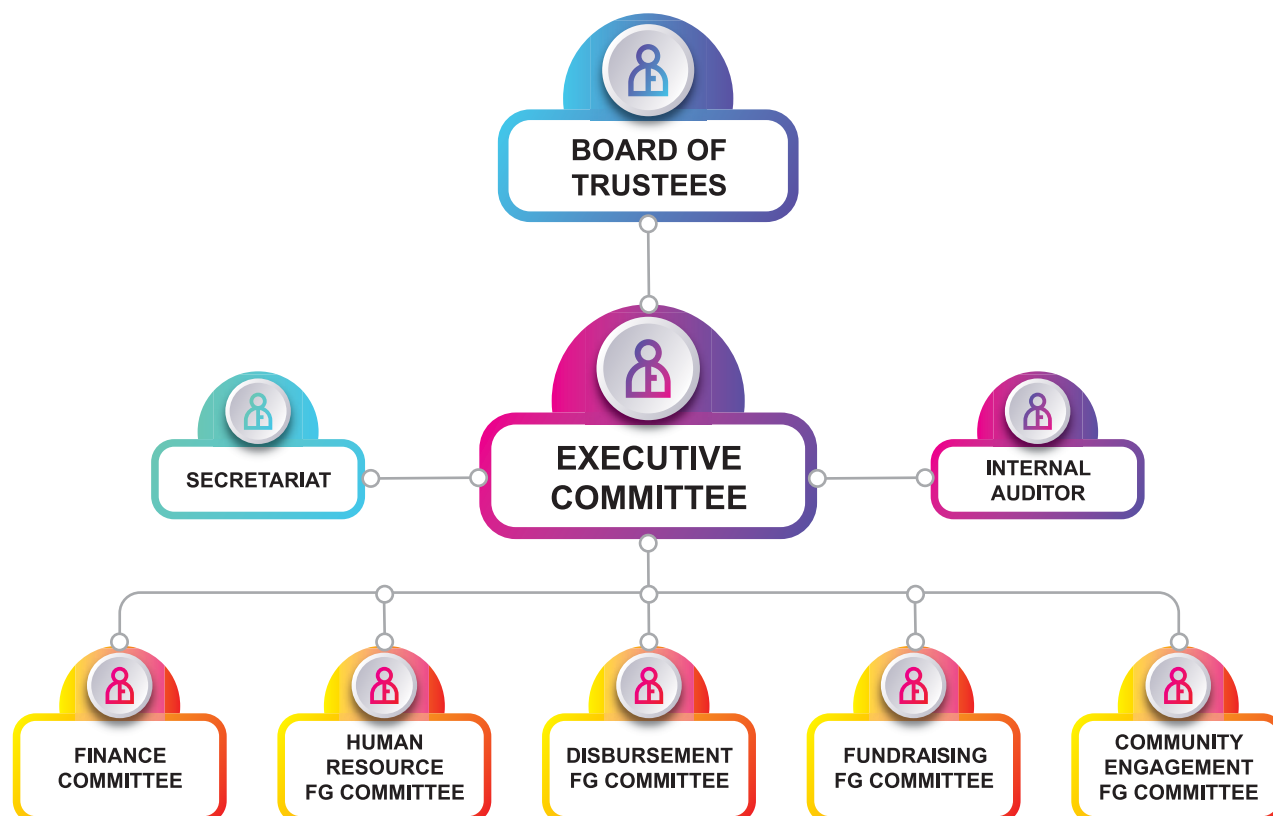 BOARD OF
TRUSTEES
EXECUTIVE
COMMITTEE
SECRETARIAT
INTERNAL
AUDITOR
FINANCE
COMMITTEE
HUMAN
RESOURCE
FG COMMITTEE
DISBURSEMENT
FG COMMITTEE
FUNDRAISING
FG COMMITTEE
COMMUNITY
ENGAGEMENT
FG COMMITTEE